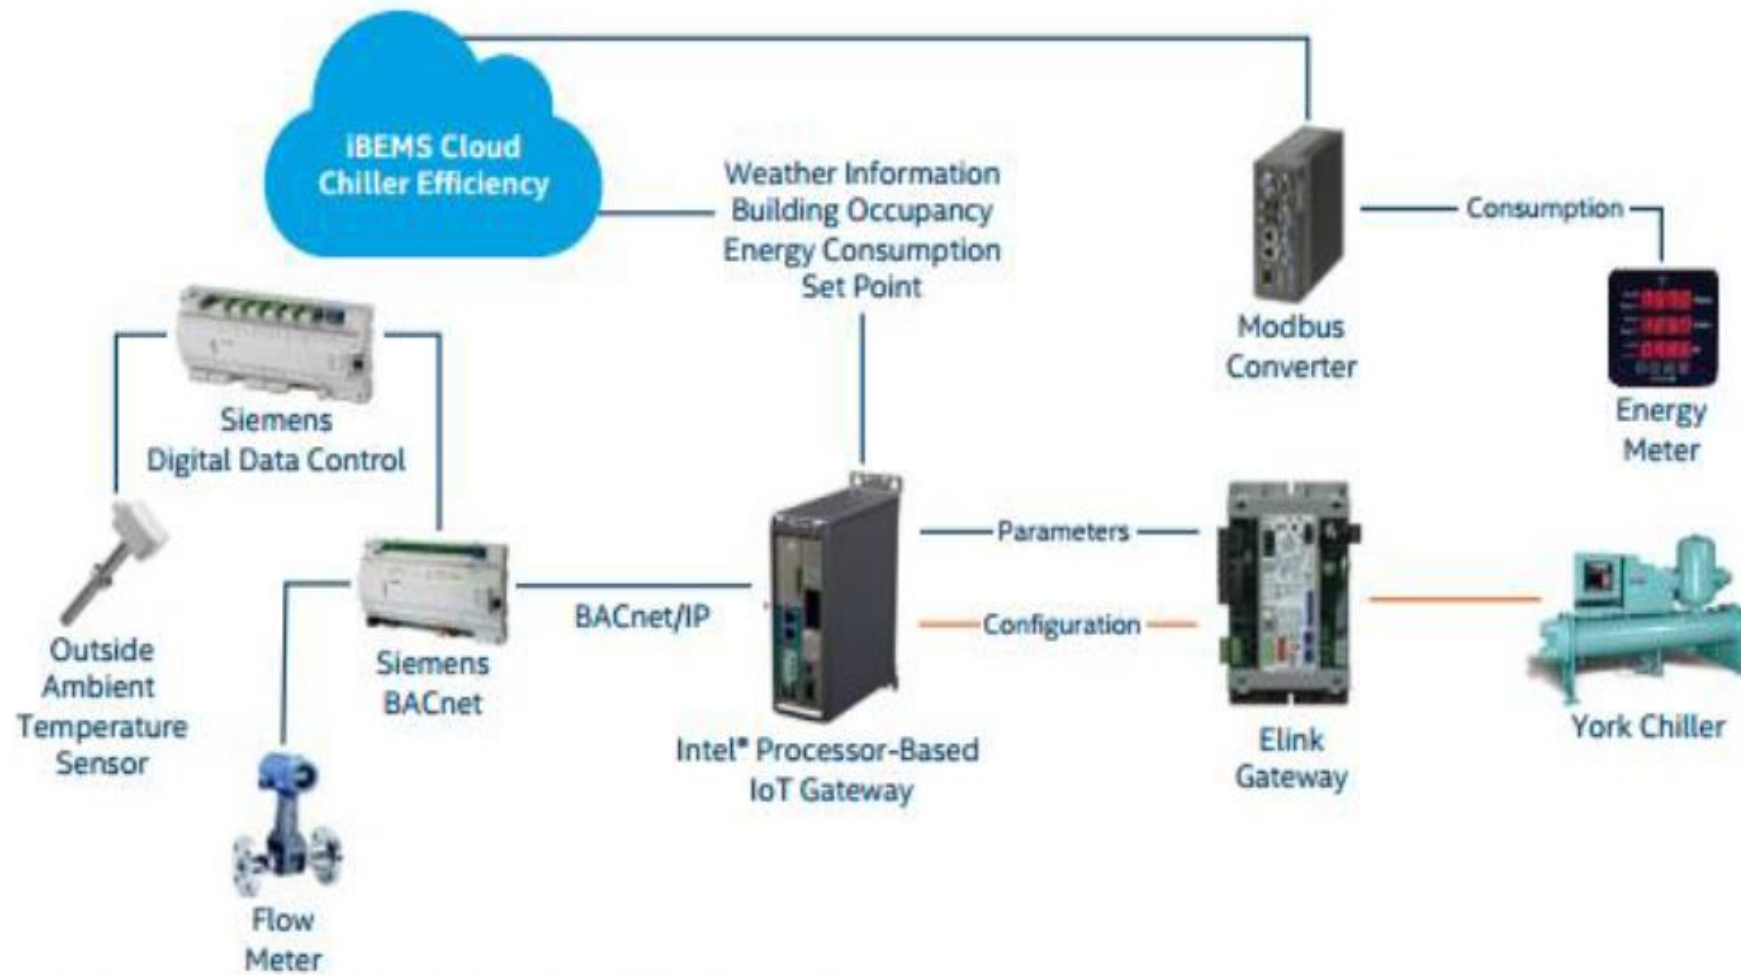 iBEMS Cloud
Chiller Efficiency
Weather Information
Building Occupancy
Energy Consumption
Set Point
Consumption
Modbus
Converter
Energy
Meter
Siemens
Digital Data Control
Outside
Ambient
Temperature
Sensor
Siemens
BACnet
BACnet/IP
Parameters
Configuration
Intel® Processor-Based
IoT Gateway
Elink
Gateway
York Chiller
Flow
Meter